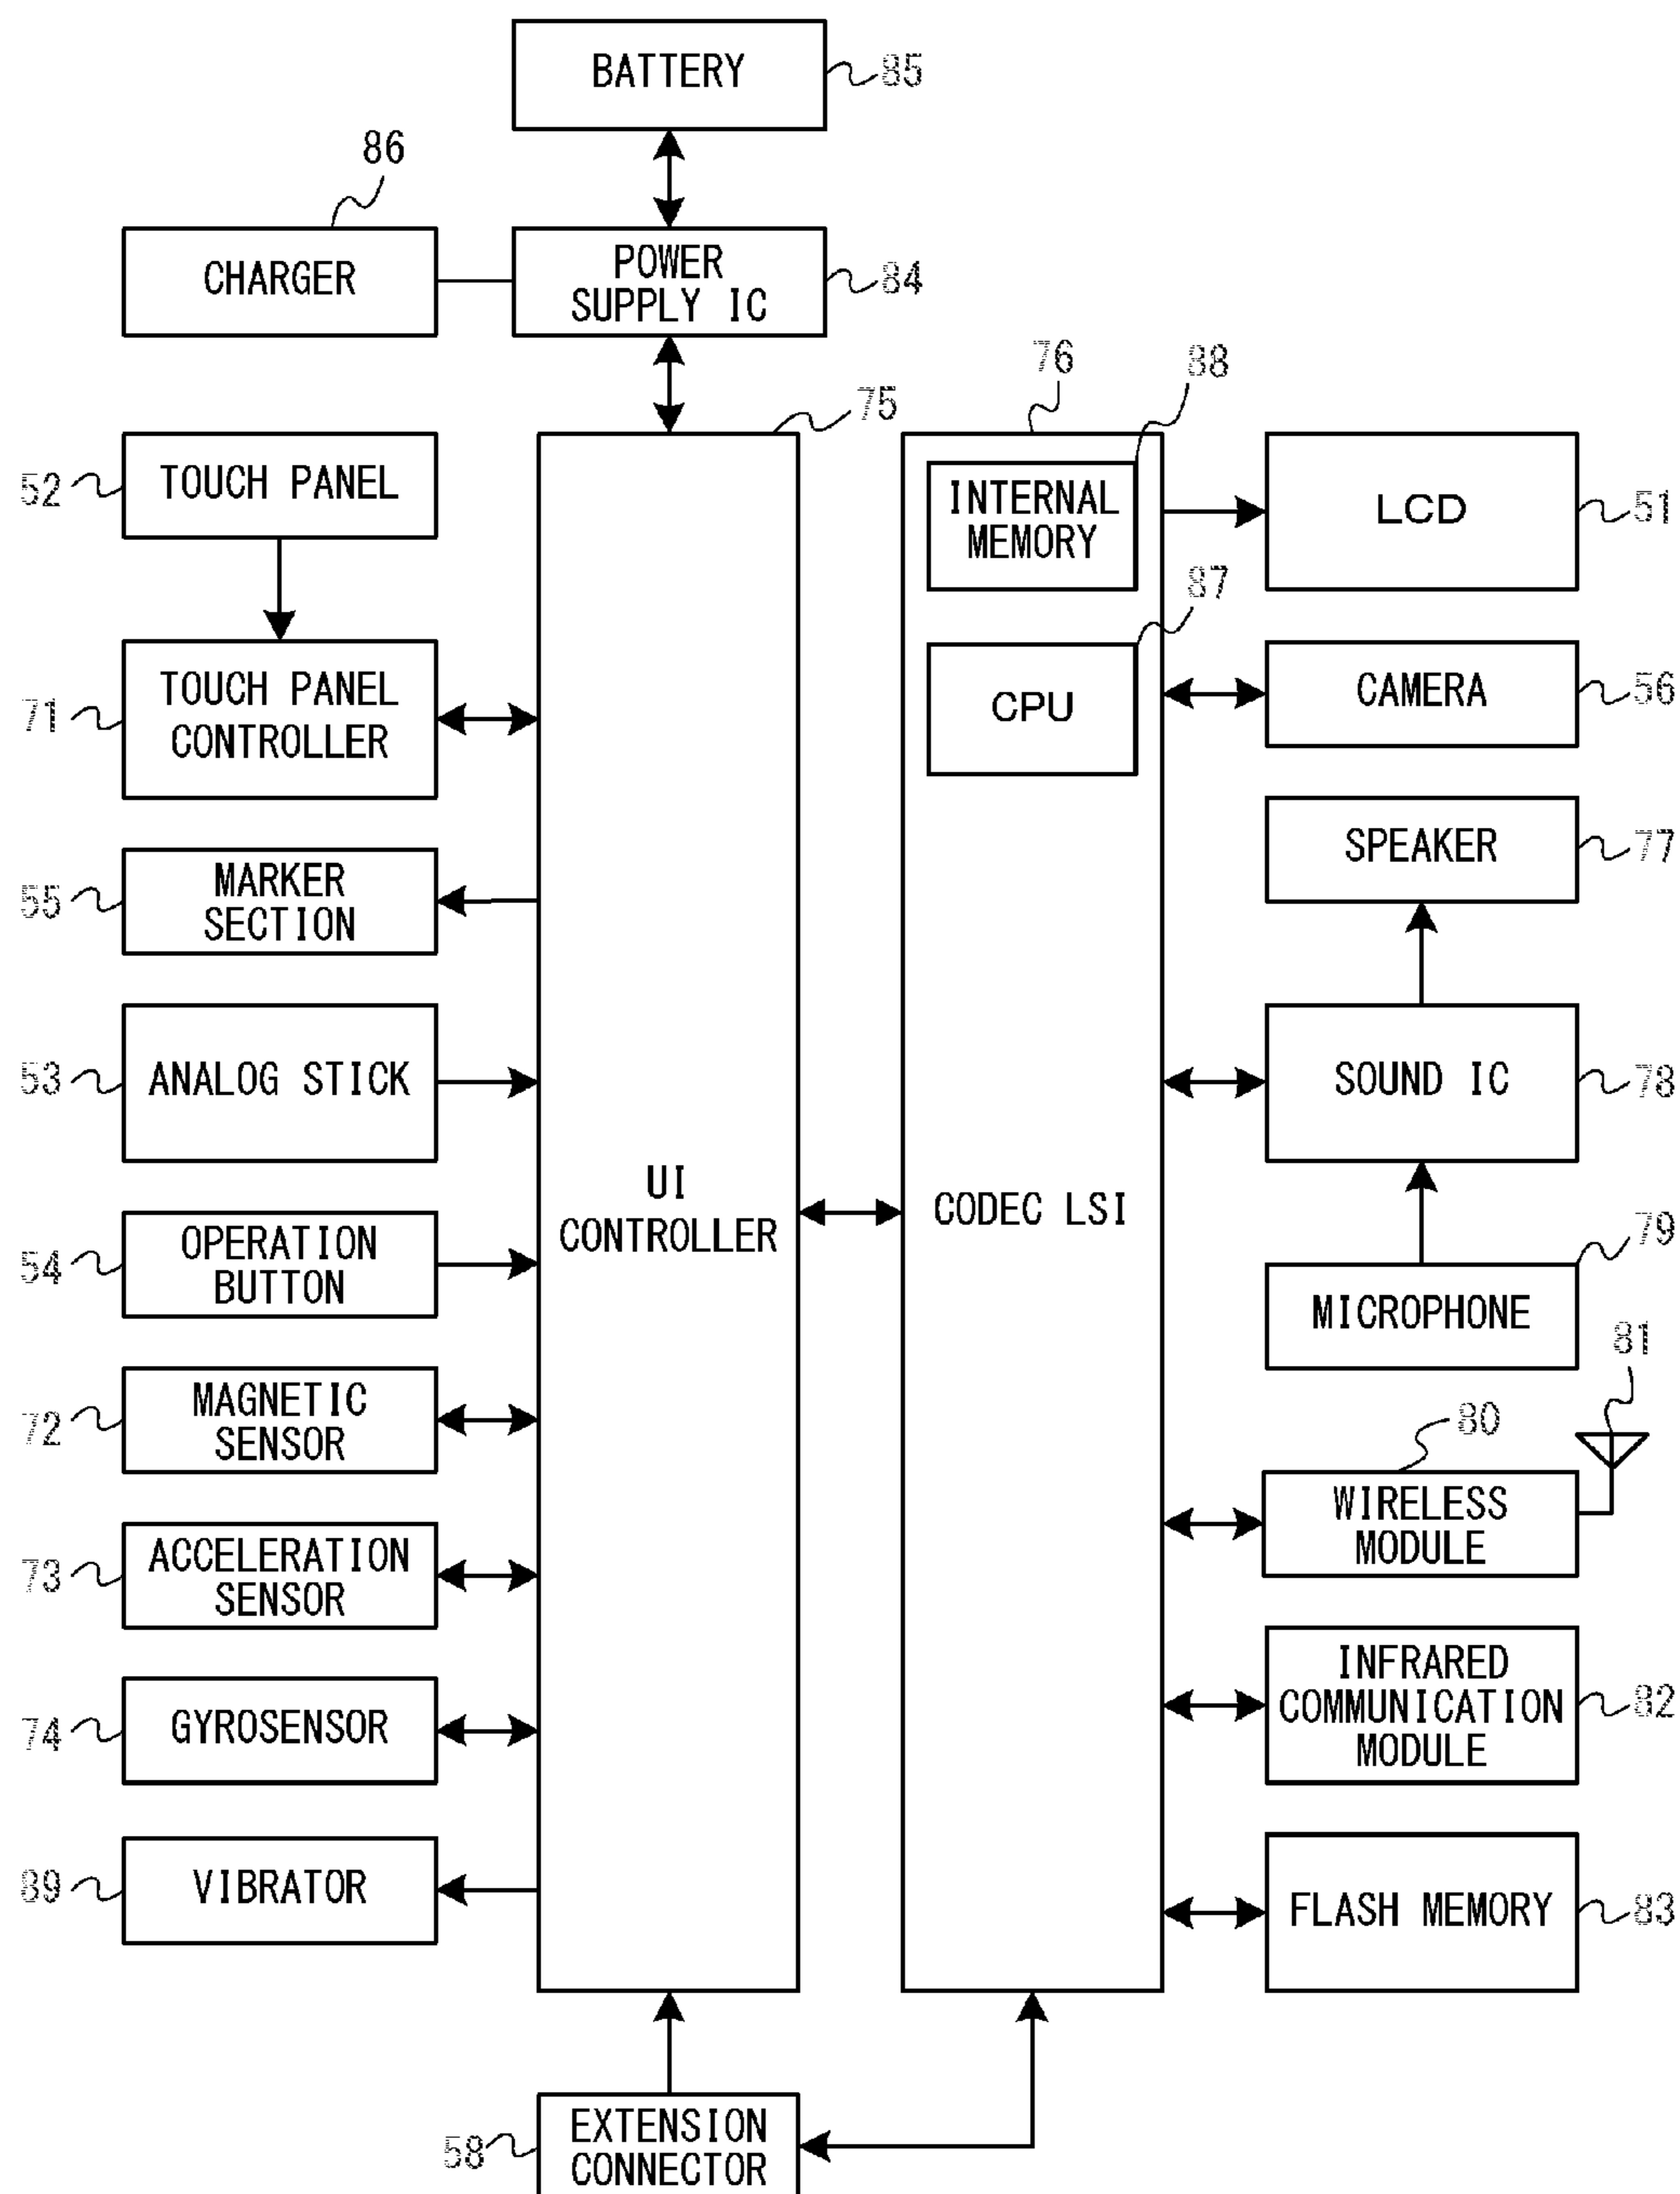 BATTERY
85
86
CHARGER
POWER
SUPPLY IC
84
75
76
88
52
TOUCH PANEL
INTERNAL
MEMORY
LCD
51
87
71
TOUCH PANEL
CONTROLLER
CPU
CAMERA
56
SPEAKER
77
55
MARKER
SECTION
53
ANALOG STICK
SOUND IC
78
UI
CONTROLLER
CODEC LSI
54
OPERATION
BUTTON
79
MICROPHONE
81
72
MAGNETIC
SENSOR
80
WIRELESS
MODULE
73
ACCELERATION
SENSOR
74
GYROSENSOR
INFRARED
COMMUNICATION
MODULE
82
89
VIBRATOR
FLASH MEMORY
83
58
EXTENSION
CONNECTOR